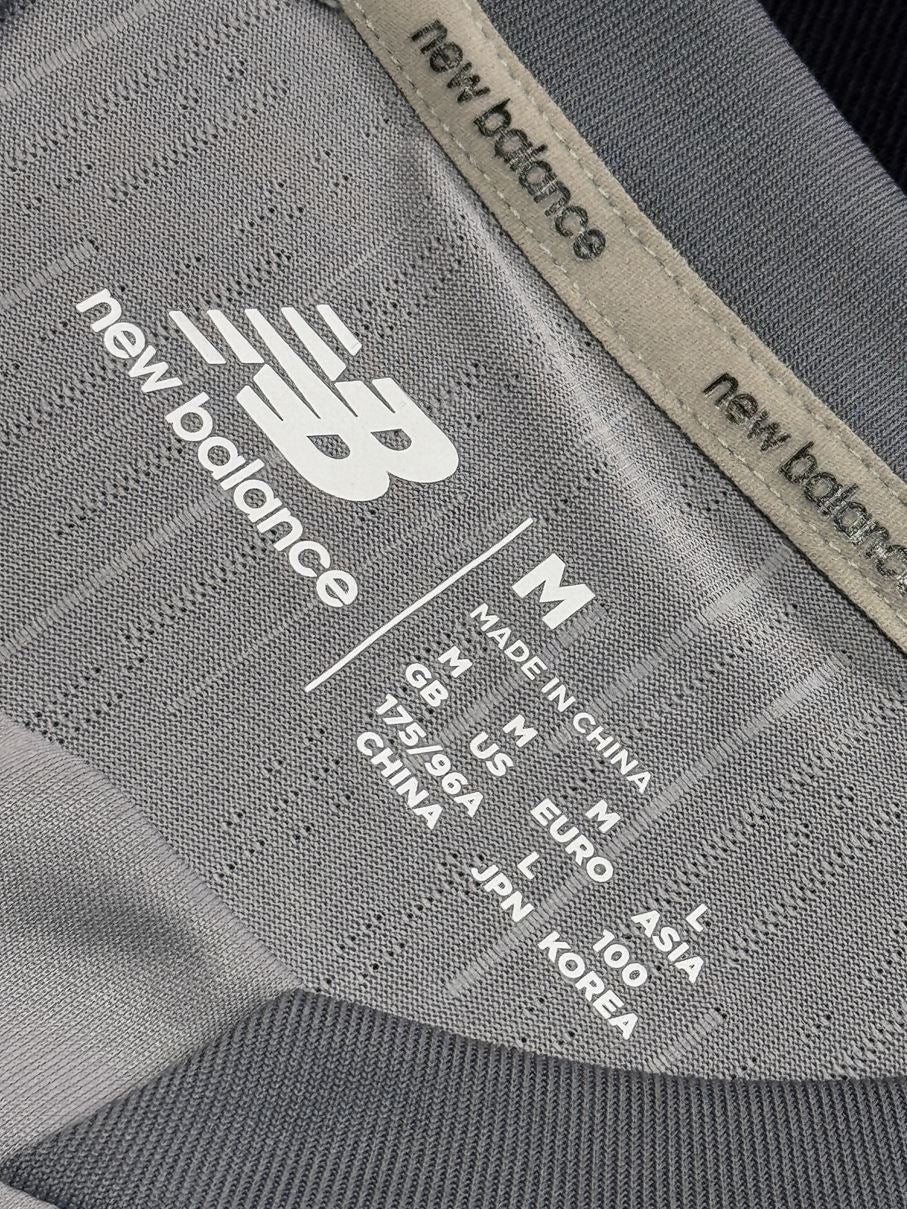 new balance
new balance
NB
new balance
M
MADE IN CHINA
M M M L
GB US EURO ASIA
175/96A L 100
CHINA JPN KOREA